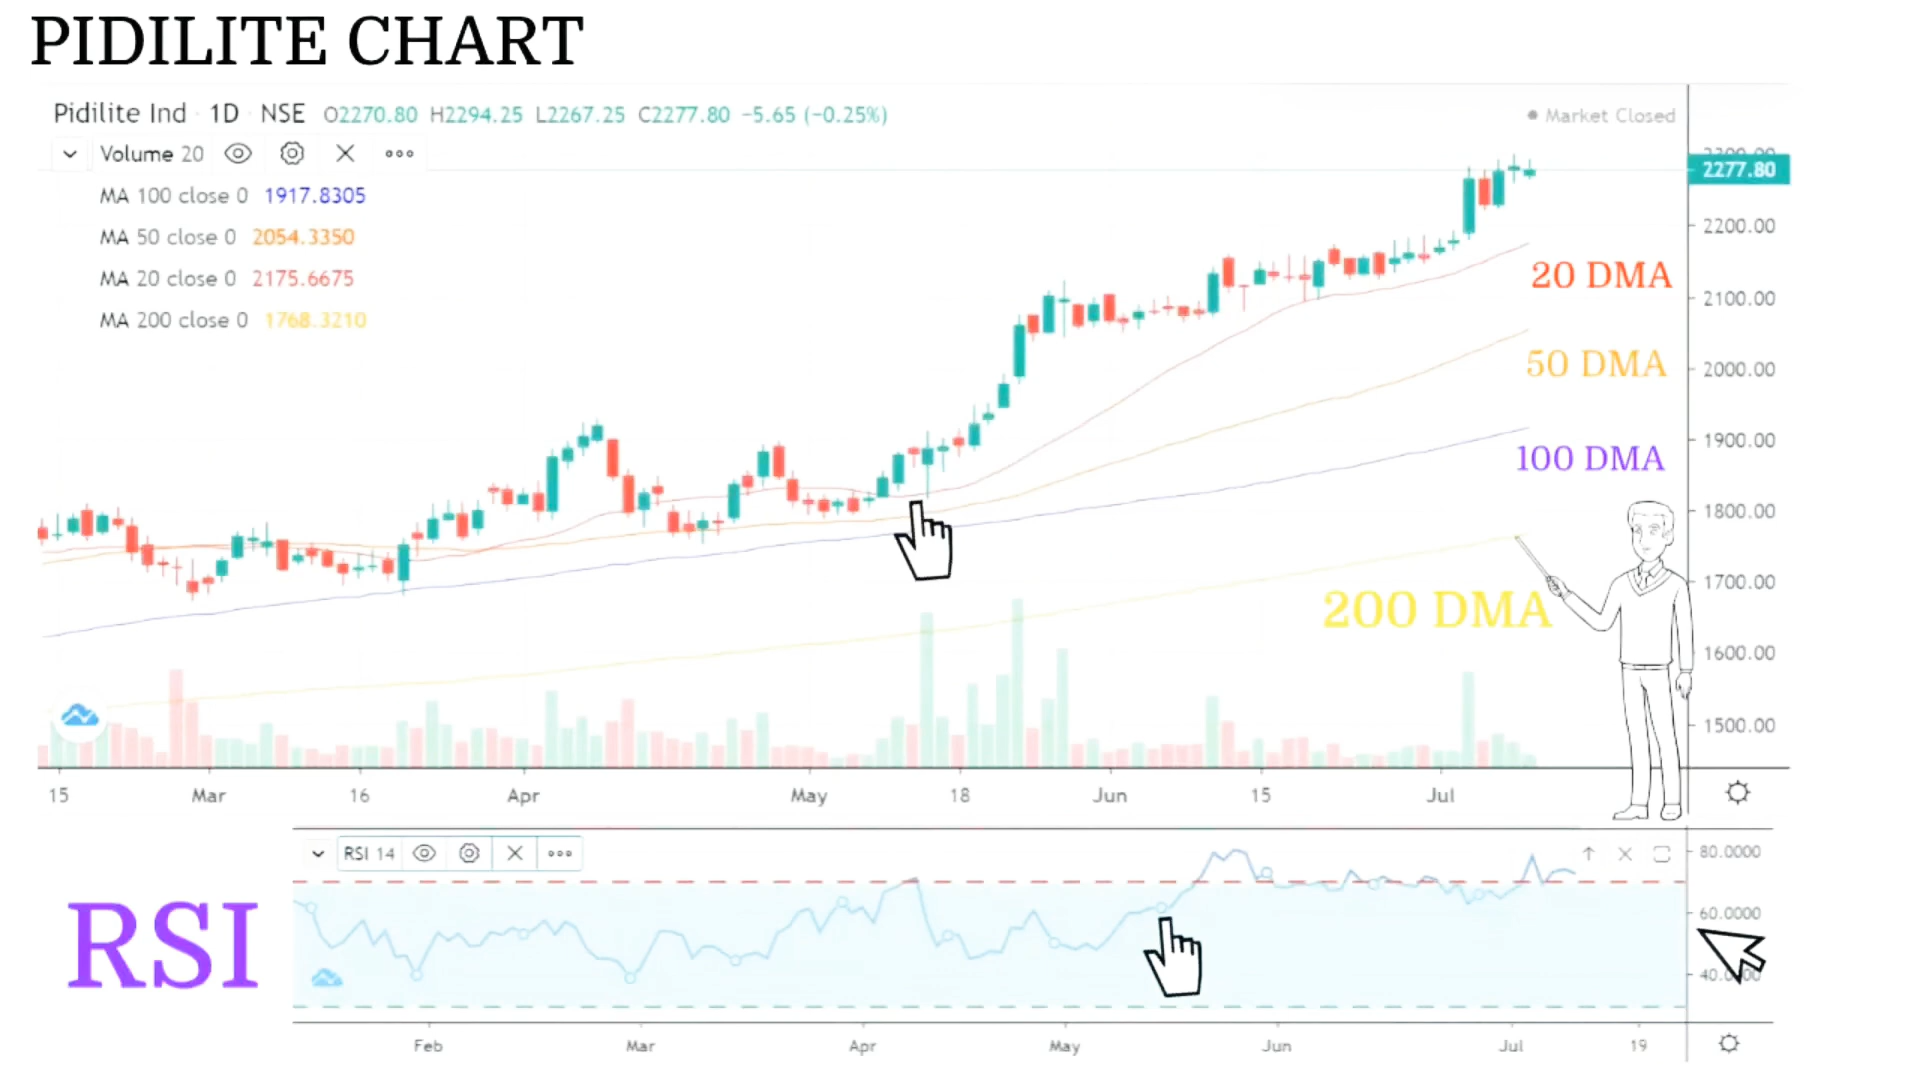 PIDILITE CHART
Pidilite Ind · 1D · NSE O2270.80 H2294.25 L2267.25 C2277.80 −5.65 (−0.25%)
Market Closed
Volume 20
MA 100 close 0 1917.8305
MA 50 close 0 2054.3350
MA 20 close 0 2175.6675
MA 200 close 0 1768.3210
2300.00
2277.80
2200.00
2100.00
2000.00
1900.00
1800.00
1700.00
1600.00
1500.00
20 DMA
50 DMA
100 DMA
200 DMA
15 Mar 16 Apr May 18 Jun 15 Jul
RSI 14
80.0000
60.0000
40.0000
RSI
Feb Mar Apr May Jun Jul 19